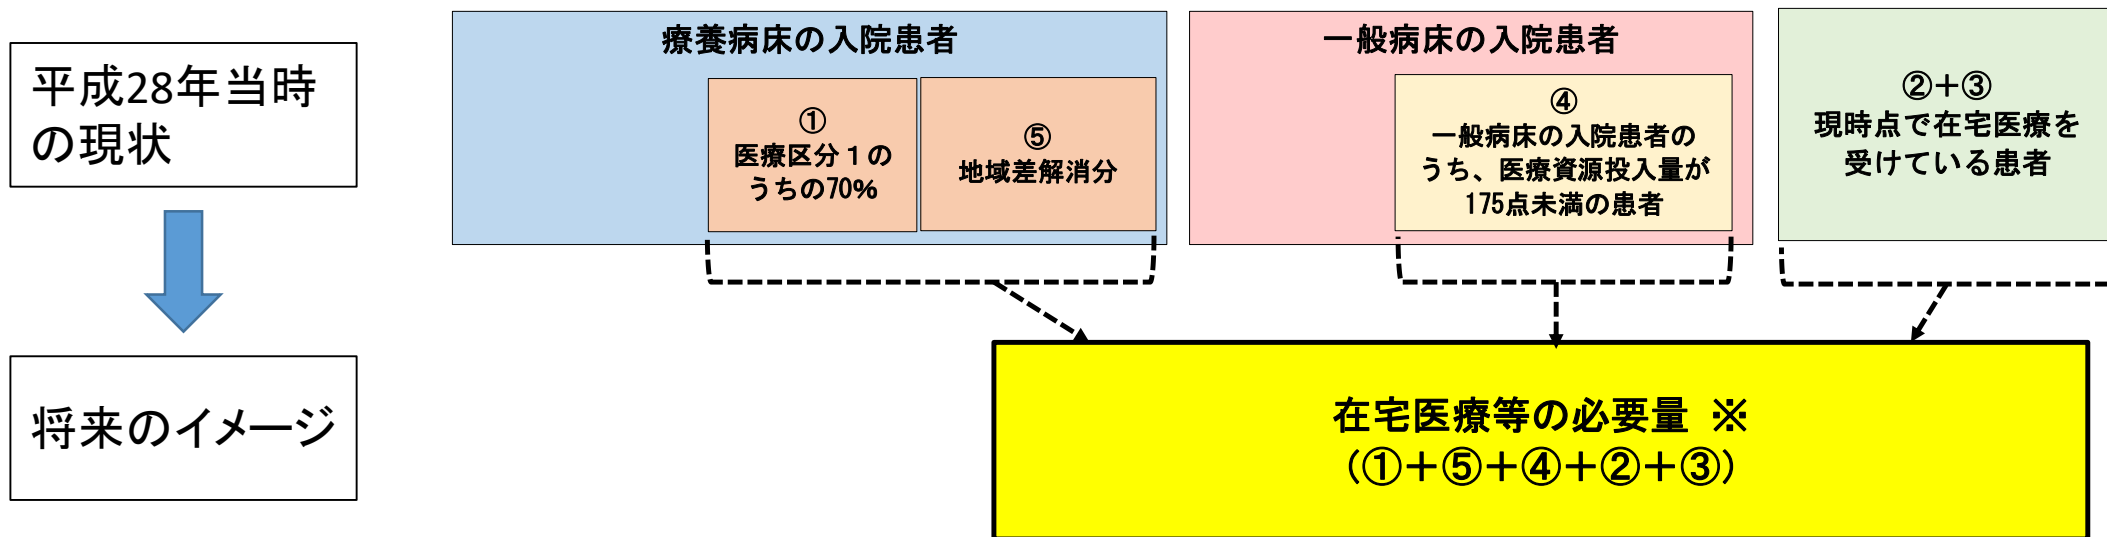 平成28年当時
の現状
将来のイメージ
療養病床の入院患者
①
医療区分１の
うちの70%
⑤
地域差解消分
一般病床の入院患者
④
一般病床の入院患者の
うち、医療資源投入量が
175点未満の患者
②＋③
現時点で在宅医療を
受けている患者
在宅医療等の必要量 ※
（①＋⑤＋④＋②＋③）